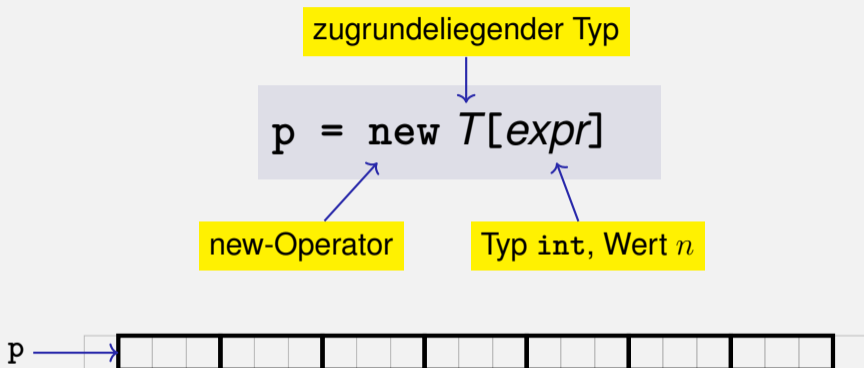 zugrundeliegender Typ
p = new T[expr]
new-Operator
Typ int, Wert n
p